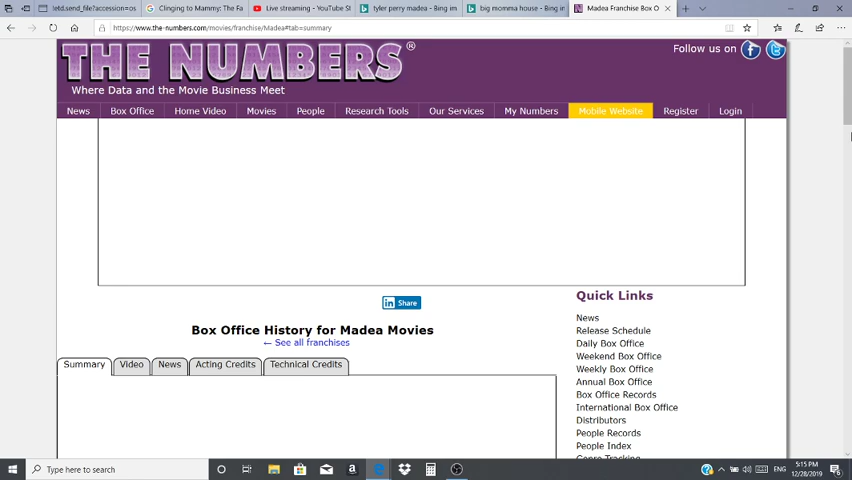 letd.send_file?accession=os
Clinging to Mammy: The Fa
Live streaming - YouTube St
tyler perry madea - Bing im
big momma house - Bing in
Madea Franchise Box O
https://www.the-numbers.com/movies/franchise/Madea#tab=summary
THE NUMBERS®
Where Data and the Movie Business Meet
Follow us on
News Box Office Home Video Movies People Research Tools Our Services My Numbers Mobile Website Register Login
in Share
Quick Links
Box Office History for Madea Movies
← See all franchises
Summary Video News Acting Credits Technical Credits
News
Release Schedule
Daily Box Office
Weekend Box Office
Weekly Box Office
Annual Box Office
Box Office Records
International Box Office
Distributors
People Records
People Index
Genre Tracking
Type here to search
ENG
5:15 PM
12/28/2019